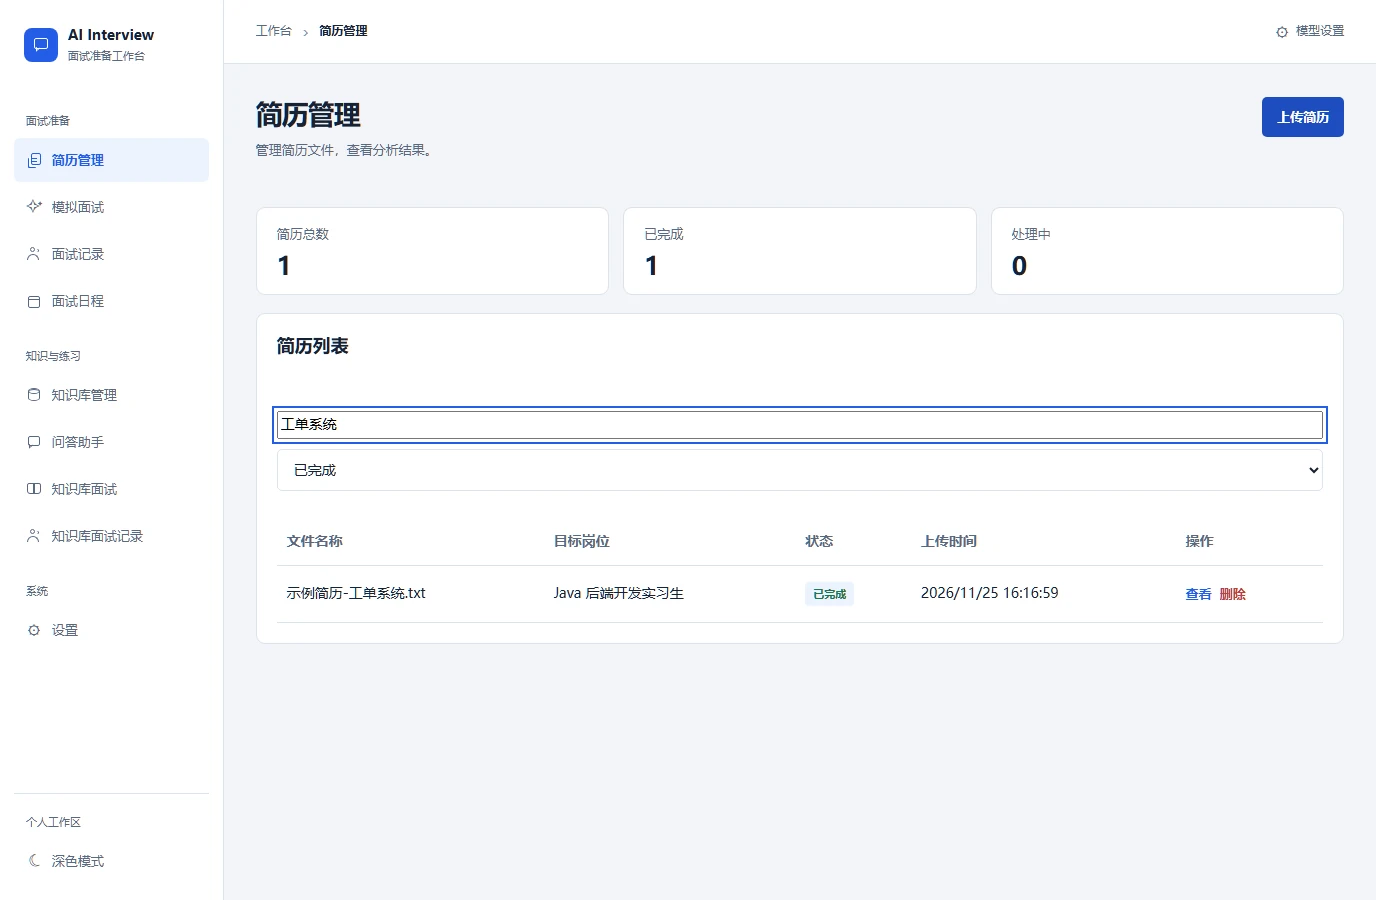 AI Interview
面试准备工作台
面试准备
简历管理
模拟面试
面试记录
面试日程
知识与练习
知识库管理
问答助手
知识库面试
知识库面试记录
系统
设置
个人工作区
深色模式
工作台 › 简历管理
模型设置
简历管理
管理简历文件，查看分析结果。
上传简历
简历总数
1
已完成
1
处理中
0
简历列表
工单系统
已完成
文件名称 目标岗位 状态 上传时间 操作
示例简历-工单系统.txt Java 后端开发实习生 已完成 2026/11/25 16:16:59 查看 删除